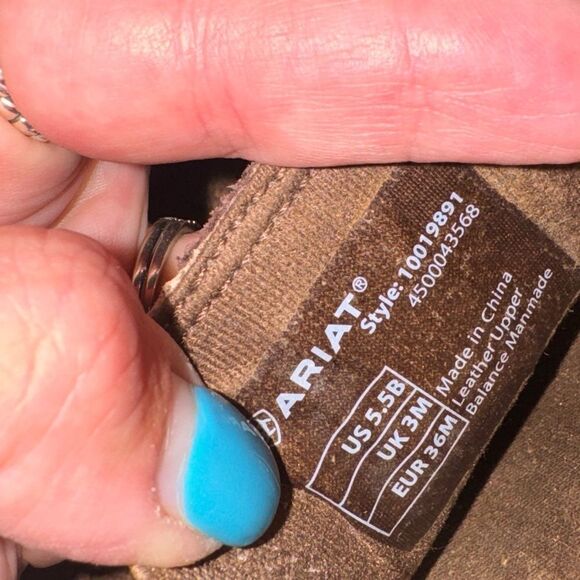 ARIAT®
Style: 10019891
4500043568
US 5.5B
UK 3M
EUR 36M
Made in China
Leather Upper
Balance Manmade